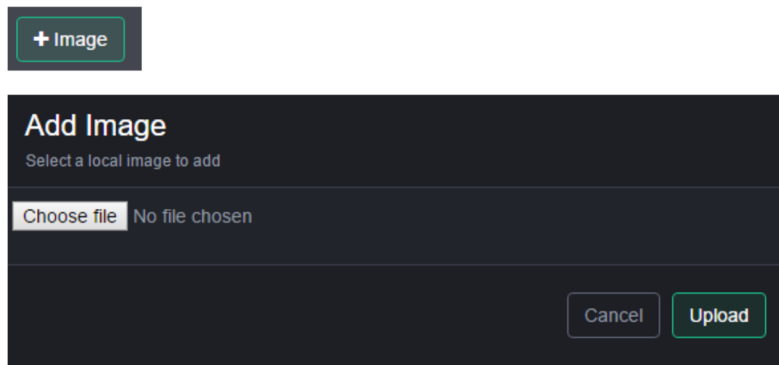 + Image
Add Image
Select a local image to add
Choose file No file chosen
Cancel Upload